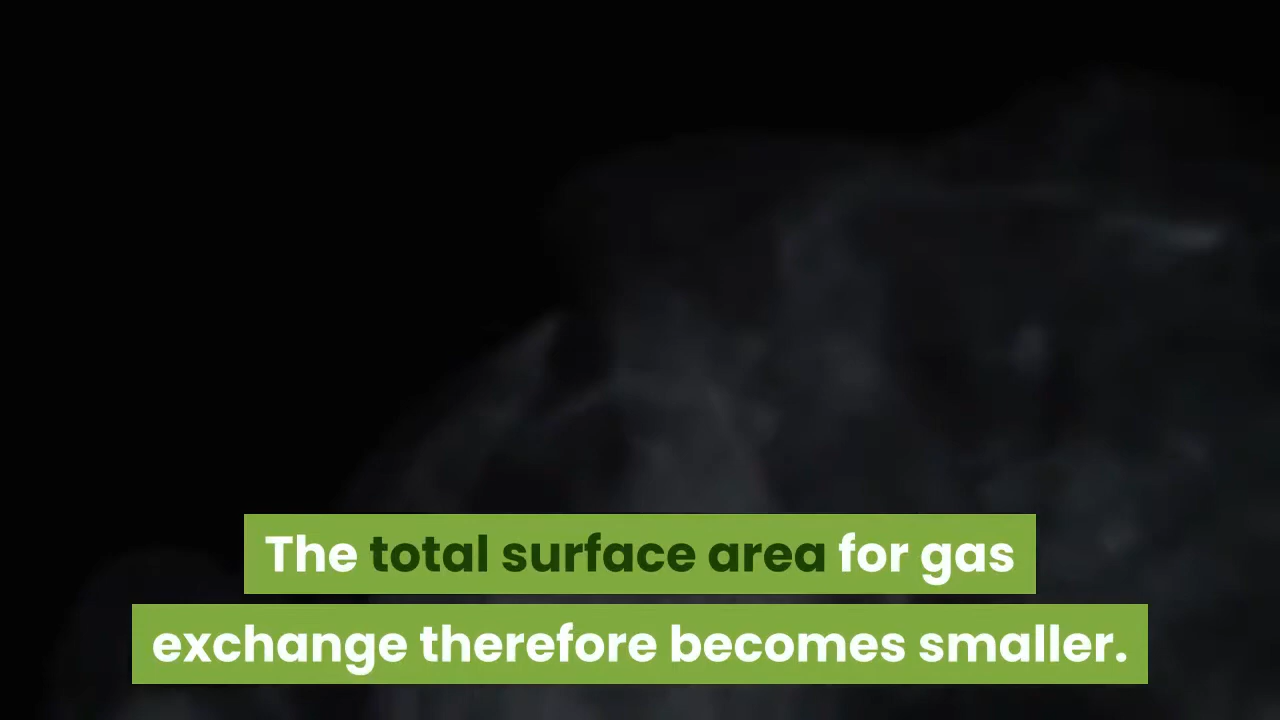 The total surface area for gas
exchange therefore becomes smaller.